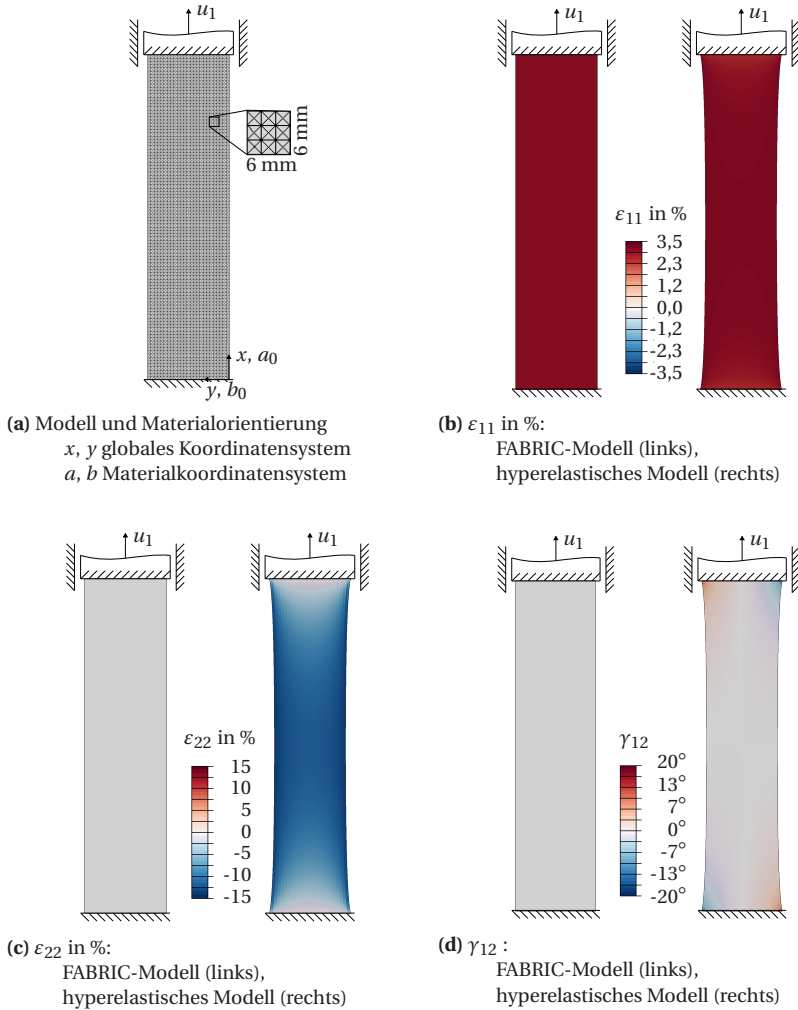 u₁
6 mm
6 mm
x, a₀
y, b₀
(a) Modell und Materialorientierung
x, y globales Koordinatensystem
a, b Materialkoordinatensystem
u₁
ε₁₁ in %
3,5
2,3
1,2
0,0
-1,2
-2,3
-3,5
(b) ε₁₁ in %:
FABRIC-Modell (links),
hyperelastisches Modell (rechts)
u₁
u₁
ε₂₂ in %
15
10
5
0
-5
-10
-15
(c) ε₂₂ in %:
FABRIC-Modell (links),
hyperelastisches Modell (rechts)
u₁
u₁
γ₁₂
20°
13°
7°
0°
-7°
-13°
-20°
(d) γ₁₂ :
FABRIC-Modell (links),
hyperelastisches Modell (rechts)